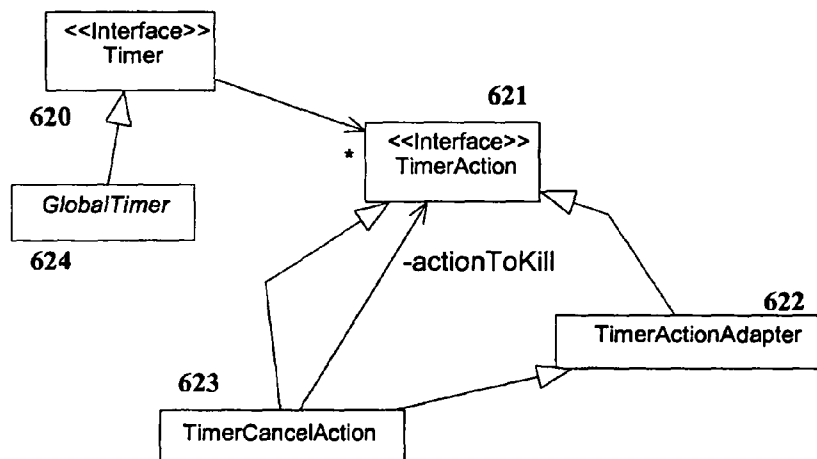 <<Interface>>
Timer
620
621
<<Interface>>
TimerAction
*
GlobalTimer
624
-actionToKill
622
TimerActionAdapter
623
TimerCancelAction